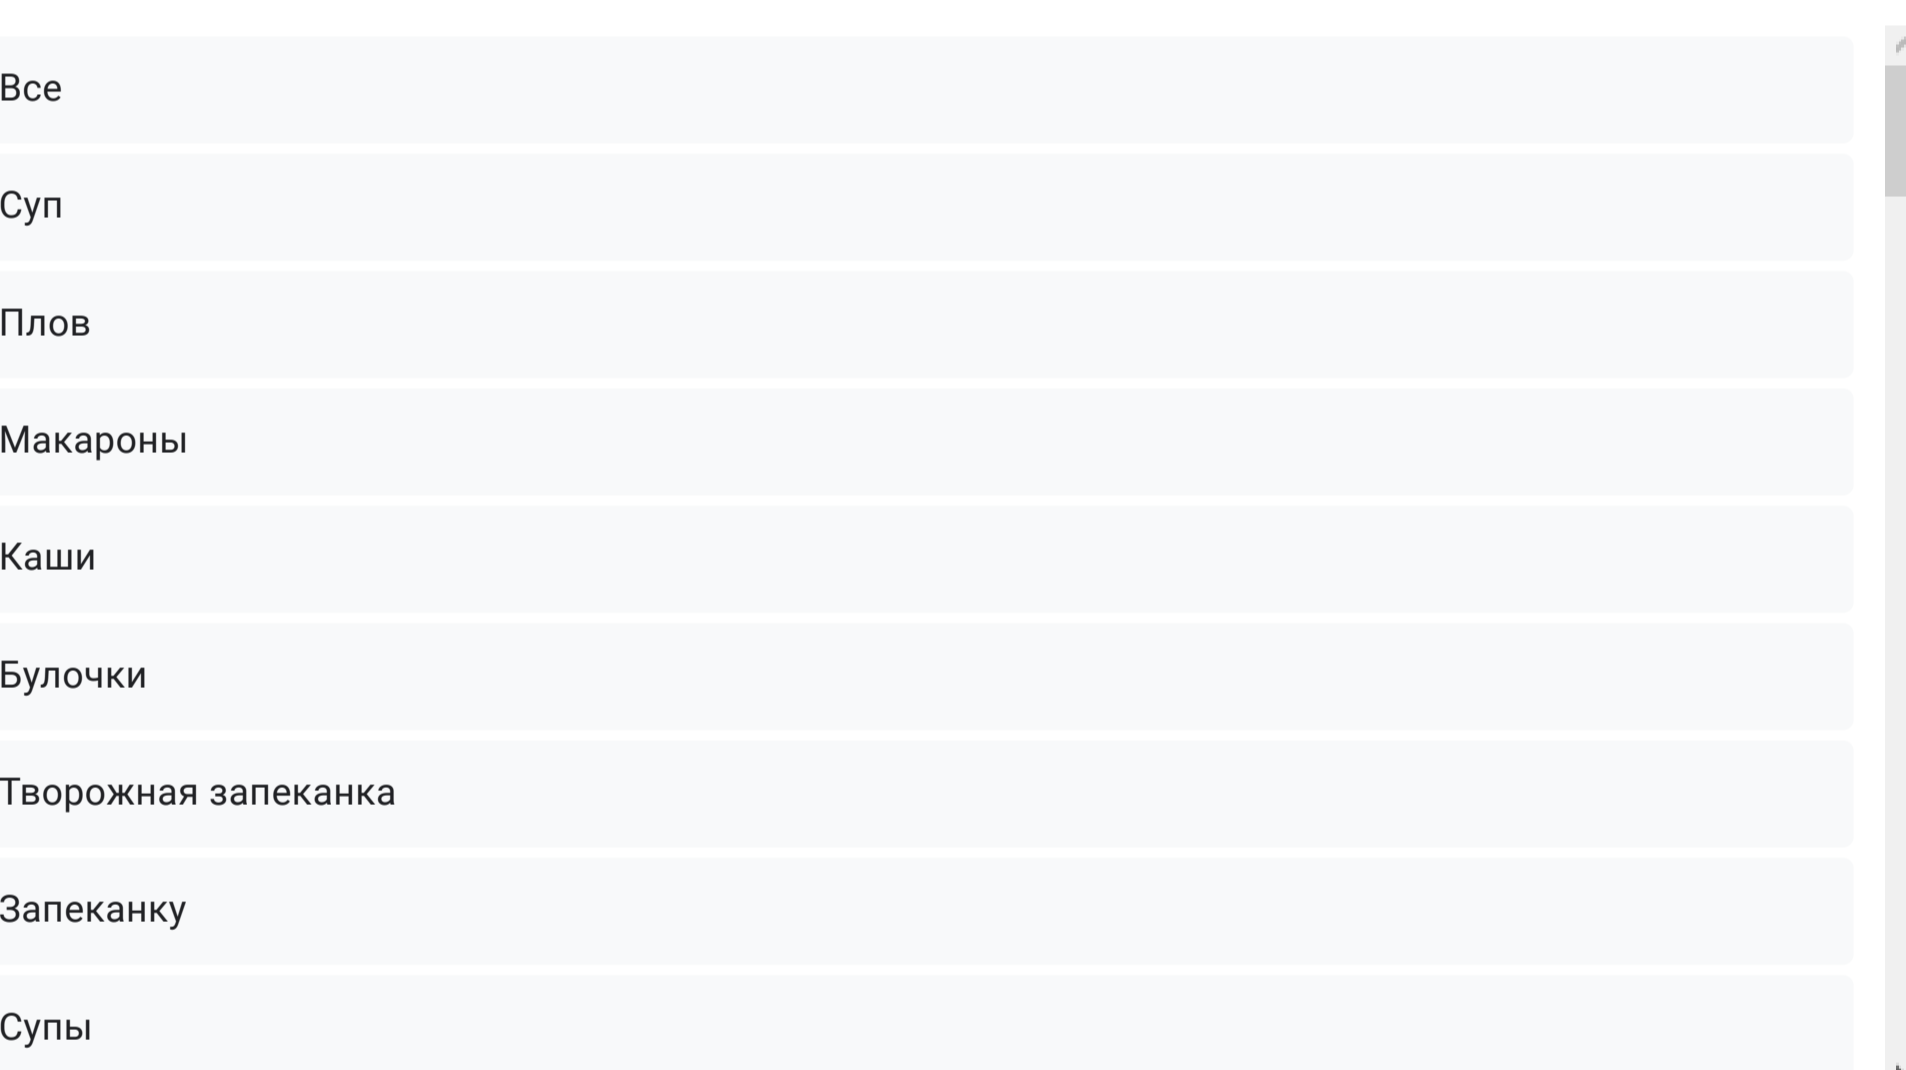 Все
Суп
Плов
Макароны
Каши
Булочки
Творожная запеканка
Запеканку
Супы